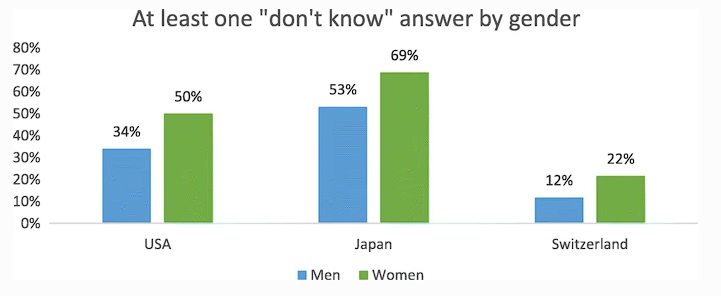 At least one "don't know" answer by gender
80%
70%
60%
50%
40%
30%
20%
10%
0%
34%
50%
53%
69%
12%
22%
USA
Japan
Switzerland
Men
Women